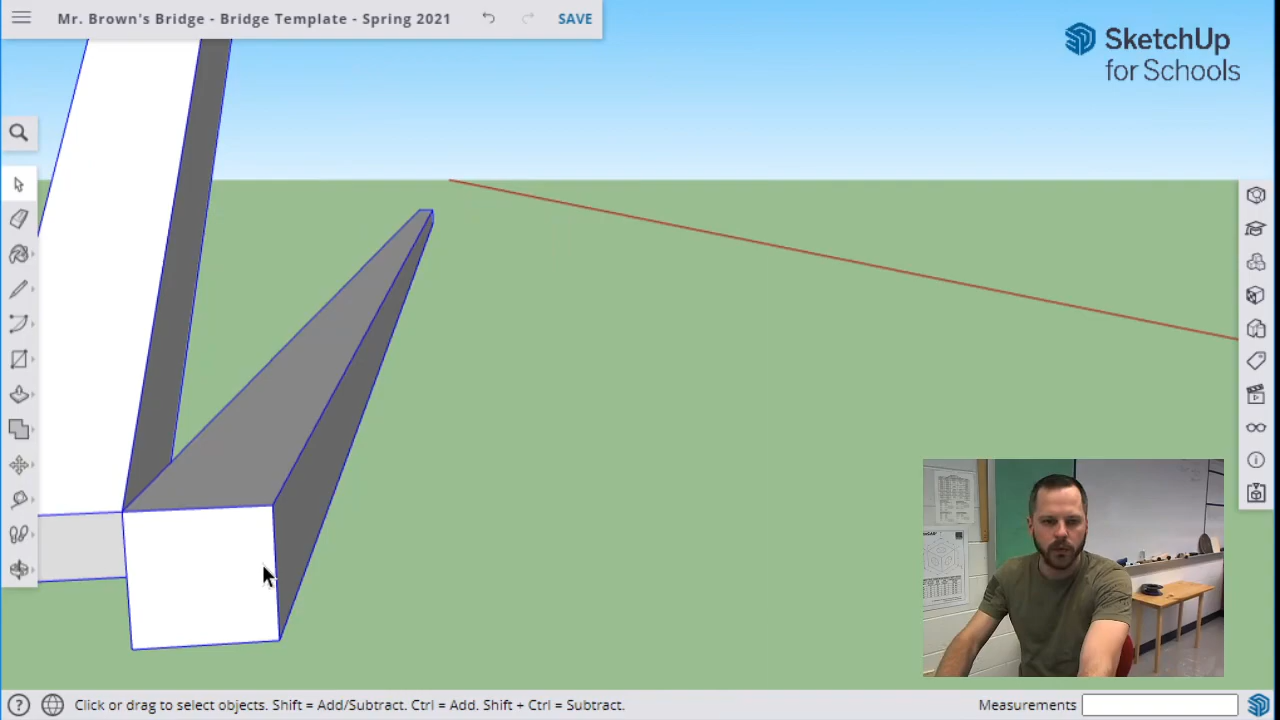 Mr. Brown's Bridge - Bridge Template - Spring 2021
SAVE
SketchUp
for Schools
Click or drag to select objects. Shift = Add/Subtract. Ctrl = Add. Shift + Ctrl = Subtract.
Measurements